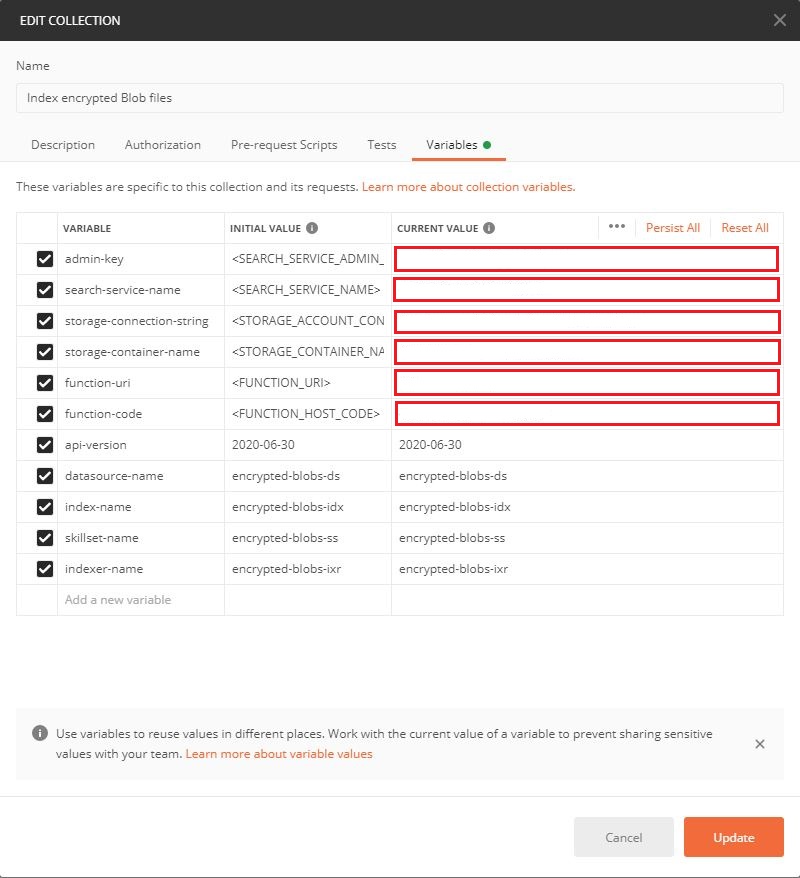 EDIT COLLECTION
Name
Index encrypted Blob files
Description Authorization Pre-request Scripts Tests Variables
These variables are specific to this collection and its requests. Learn more about collection variables.
VARIABLE INITIAL VALUE CURRENT VALUE ••• Persist All Reset All
admin-key <SEARCH_SERVICE_ADMIN_
search-service-name <SEARCH_SERVICE_NAME>
storage-connection-string <STORAGE_ACCOUNT_CON
storage-container-name <STORAGE_CONTAINER_NA
function-uri <FUNCTION_URI>
function-code <FUNCTION_HOST_CODE>
api-version 2020-06-30 2020-06-30
datasource-name encrypted-blobs-ds encrypted-blobs-ds
index-name encrypted-blobs-idx encrypted-blobs-idx
skillset-name encrypted-blobs-ss encrypted-blobs-ss
indexer-name encrypted-blobs-ixr encrypted-blobs-ixr
Add a new variable
Use variables to reuse values in different places. Work with the current value of a variable to prevent sharing sensitive
values with your team. Learn more about variable values
Cancel Update